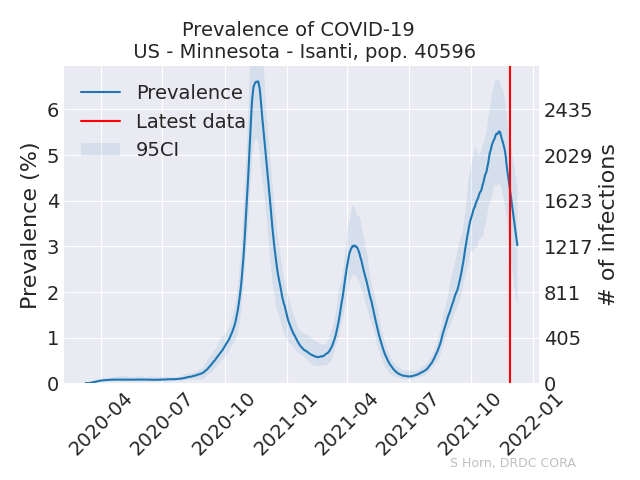 Prevalence of COVID-19
US - Minnesota - Isanti, pop. 40596
Prevalence
Latest data
95CI
Prevalence (%)
6
5
4
3
2
1
0
# of infections
2435
2029
1623
1217
811
405
0
2020-04
2020-07
2020-10
2021-01
2021-04
2021-07
2021-10
2022-01
S Horn, DRDC CORA